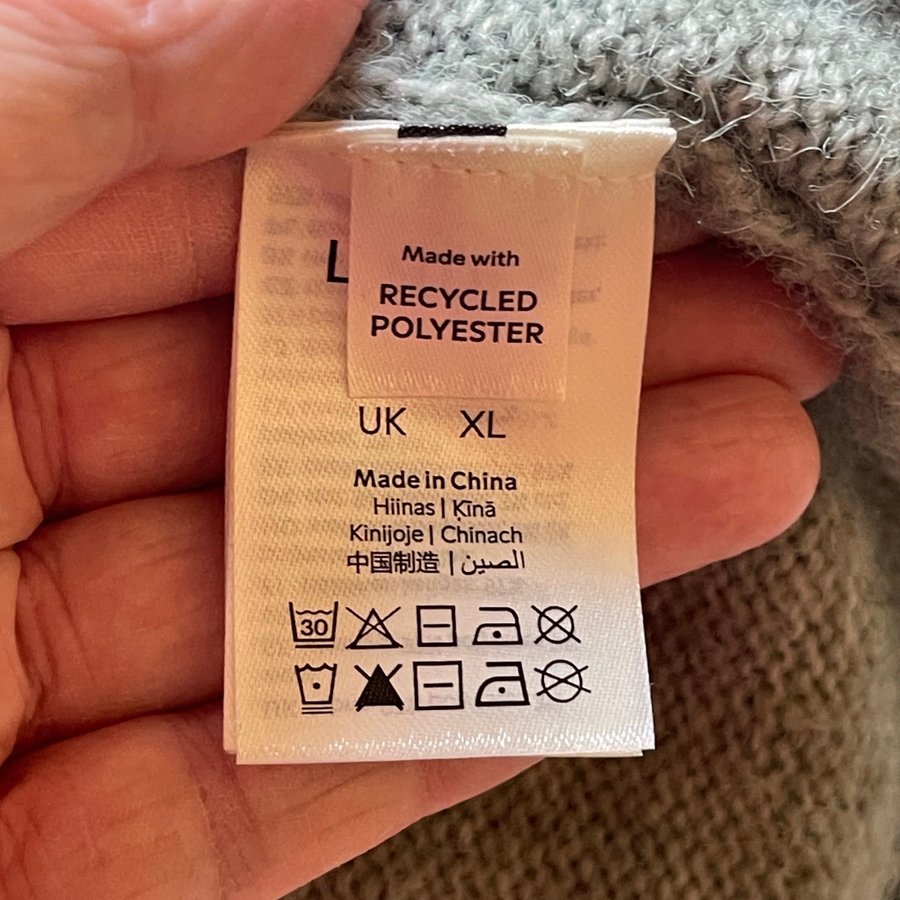 L
Made with
RECYCLED
POLYESTER
UK XL
Made in China
Hiinas | Ķīnā
Kinijoje | Chinach
中国制造 | الصين
30